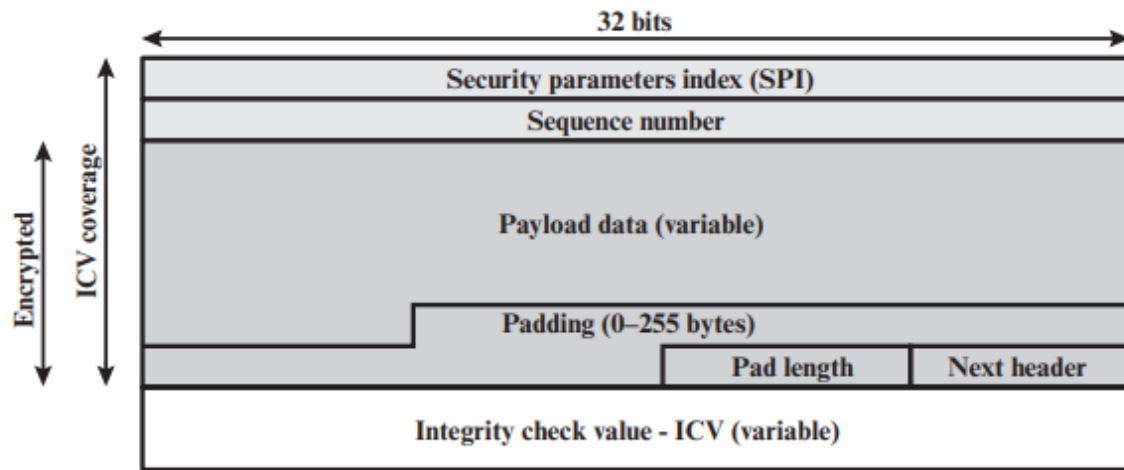 32 bits
Security parameters index (SPI)
Sequence number
Encrypted
ICV coverage
Payload data (variable)
Padding (0–255 bytes)
Pad length
Next header
Integrity check value - ICV (variable)